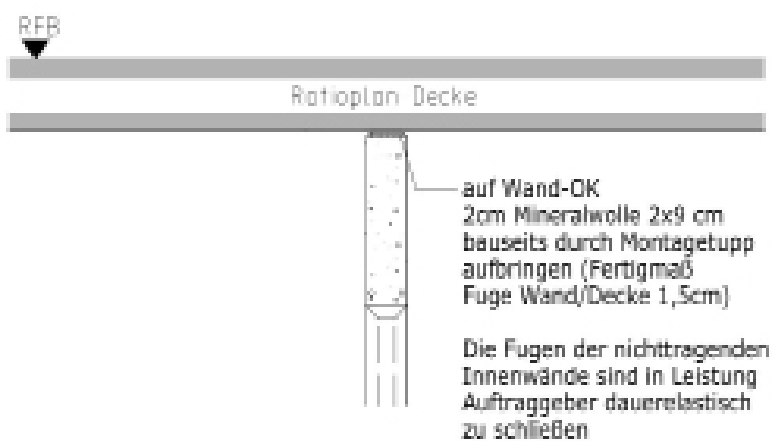 RFB
Ratioplan Decke
auf Wand-OK
2cm Mineralwolle 2x9 cm
bauseits durch Montagetupp
aufbringen (Fertigmaß
Fuge Wand/Decke 1,5cm)
Die Fugen der nichttragenden
Innenwände sind in Leistung
Auftraggeber dauerelastisch
zu schließen